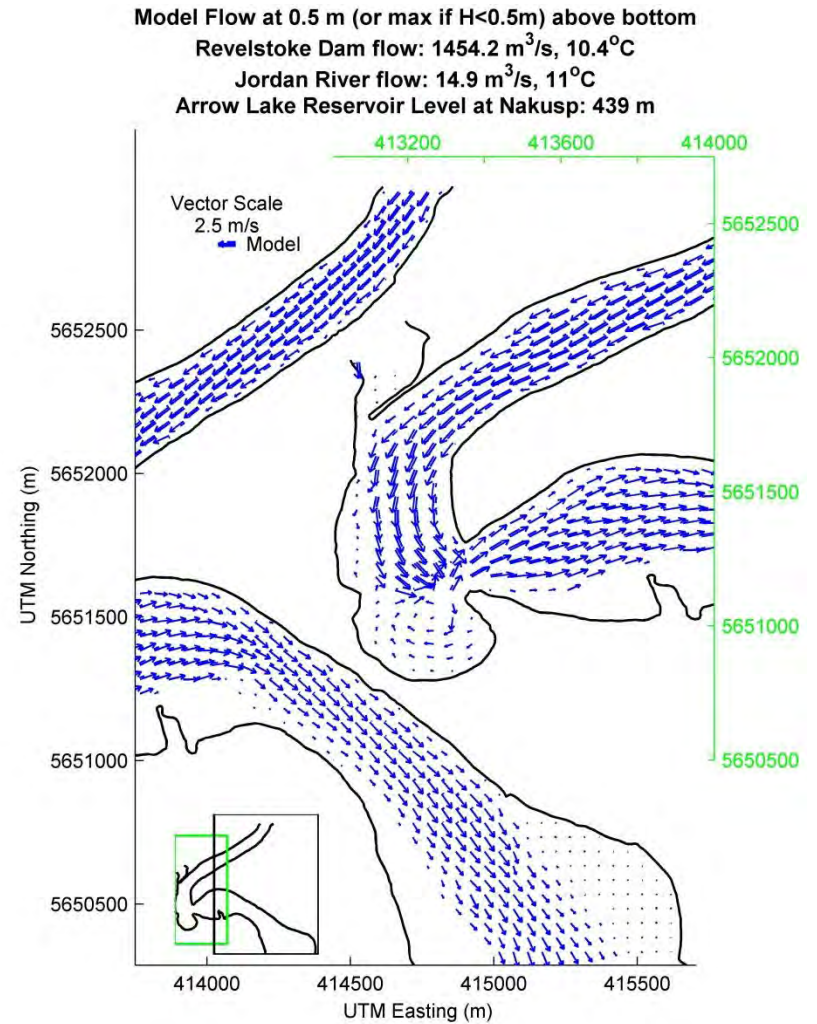 Model Flow at 0.5 m (or max if H<0.5m) above bottom
Revelstoke Dam flow: 1454.2 m³/s, 10.4°C
Jordan River flow: 14.9 m³/s, 11°C
Arrow Lake Reservoir Level at Nakusp: 439 m
413200 413600 414000
Vector Scale
2.5 m/s
Model
5652500
5652000
5651500
5651000
5650500
UTM Northing (m)
5652500
5652000
5651500
5651000
5650500
414000 414500 415000 415500
UTM Easting (m)